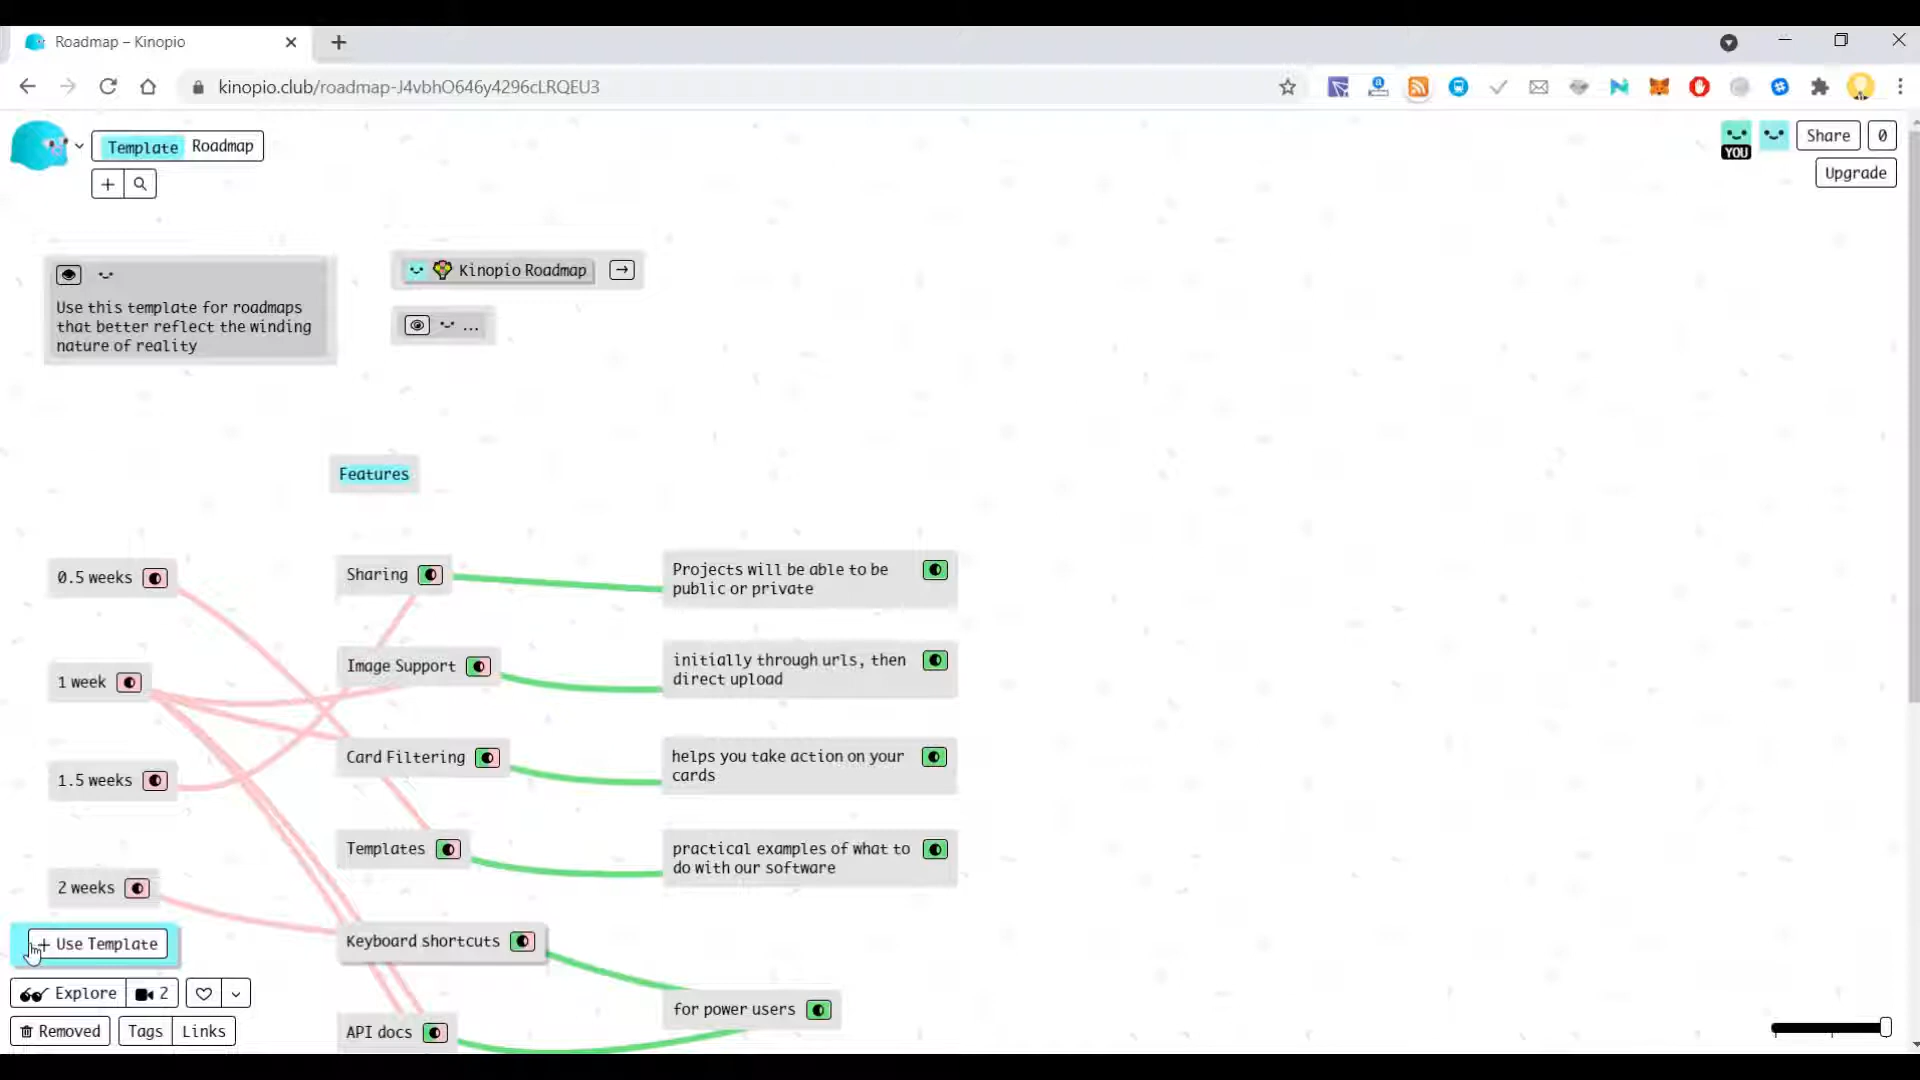 Roadmap – Kinopio
kinopio.club/roadmap-J4vbhO646y4296cLRQEU3
Template Roadmap
YOU
Share
0
Upgrade
Use this template for roadmaps
that better reflect the winding
nature of reality
Kinopio Roadmap
...
Features
0.5 weeks
Sharing
Projects will be able to be
public or private
1 week
Image Support
initially through urls, then
direct upload
1.5 weeks
Card Filtering
helps you take action on your
cards
2 weeks
Templates
practical examples of what to
do with our software
+ Use Template
Keyboard shortcuts
for power users
API docs
Explore
2
Removed
Tags
Links